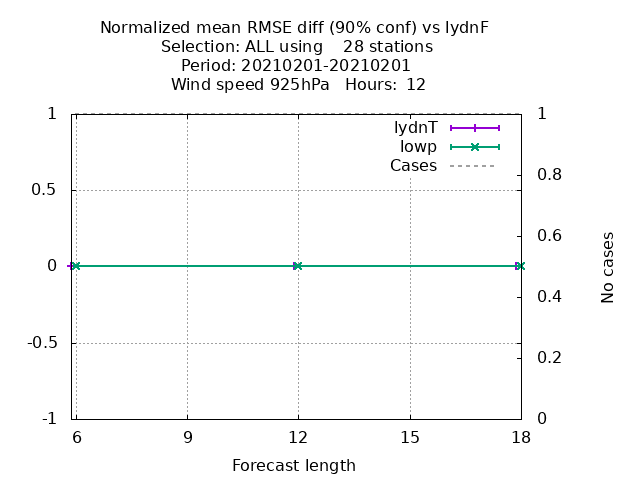 Normalized mean RMSE diff (90% conf) vs lydnF
Selection: ALL using    28 stations
Period: 20210201-20210201
Wind speed 925hPa   Hours: 12
lydnT
lowp
Cases
1
0.5
0
-0.5
-1
1
0.8
0.6
0.4
0.2
0
No cases
6 9 12 15 18
Forecast length